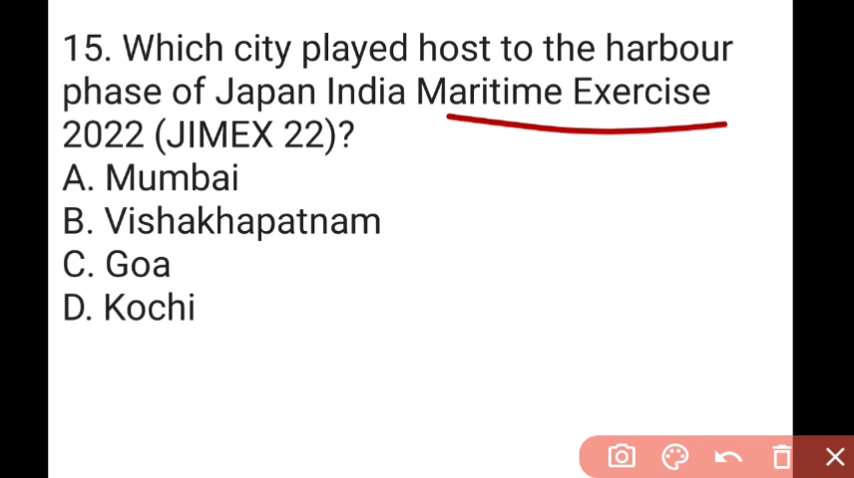 15. Which city played host to the harbour
phase of Japan India Maritime Exercise
2022 (JIMEX 22)?
A. Mumbai
B. Vishakhapatnam
C. Goa
D. Kochi